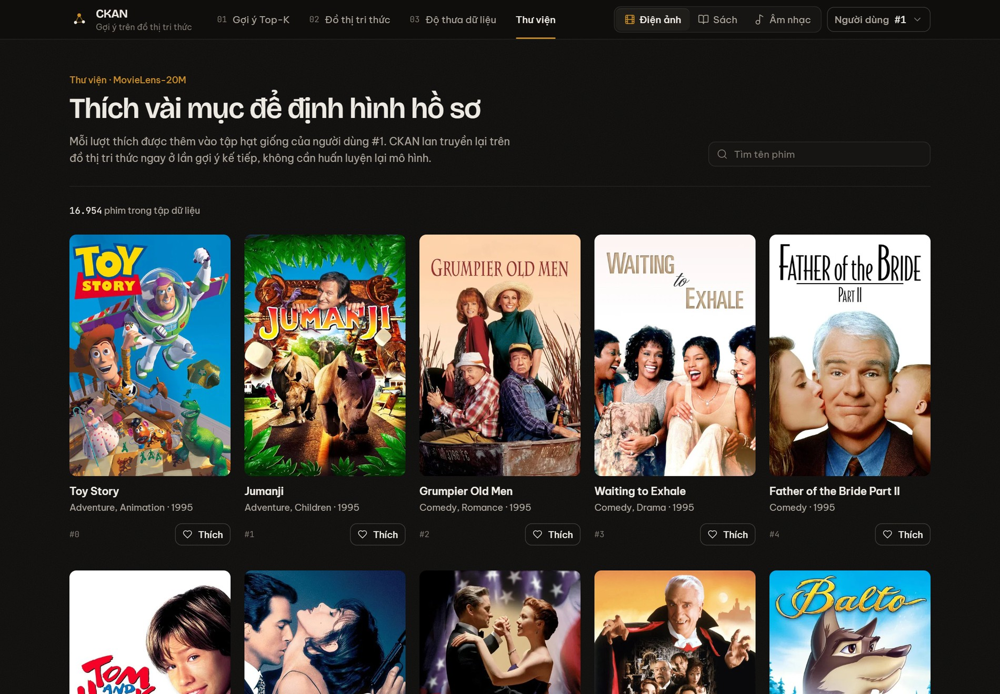 CKAN
Gợi ý trên đồ thị tri thức
01 Gợi ý Top-K
02 Đồ thị tri thức
03 Độ thưa dữ liệu
Thư viện
Điện ảnh
Sách
Âm nhạc
Người dùng #1
Thư viện · MovieLens-20M
Thích vài mục để định hình hồ sơ
Mỗi lượt thích được thêm vào tập hạt giống của người dùng #1. CKAN lan truyền lại trên
đồ thị tri thức ngay ở lần gợi ý kế tiếp, không cần huấn luyện lại mô hình.
Tìm tên phim
16.954 phim trong tập dữ liệu
TOY
STORY
JUMANJI
GRUMPIER OLD MEN
WAITING
to
EXHALE
FATHER of the BRIDE
PART II
Toy Story
Adventure, Animation · 1995
#0
Thích
Jumanji
Adventure, Children · 1995
#1
Thích
Grumpier Old Men
Comedy, Romance · 1995
#2
Thích
Waiting to Exhale
Comedy, Drama · 1995
#3
Thích
Father of the Bride Part II
Comedy · 1995
#4
Thích
TOM
AND
Balto